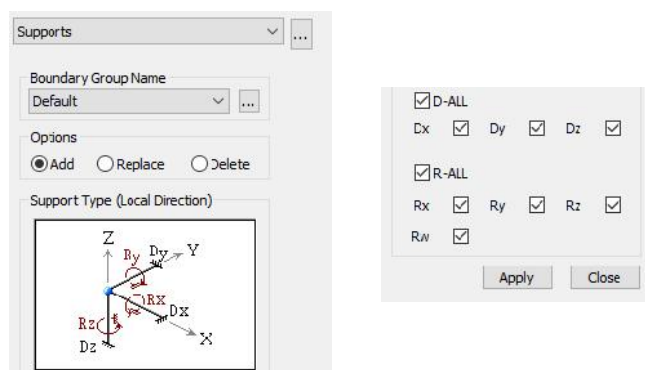 Supports
...
Boundary Group Name
Default
...
Options
Add Replace Delete
Support Type (Local Direction)
Z
Ry Dy Y
Rx
Dx
Rz
X
Dz
D-ALL
Dx Dy Dz
R-ALL
Rx Ry Rz
Rw
Apply Close